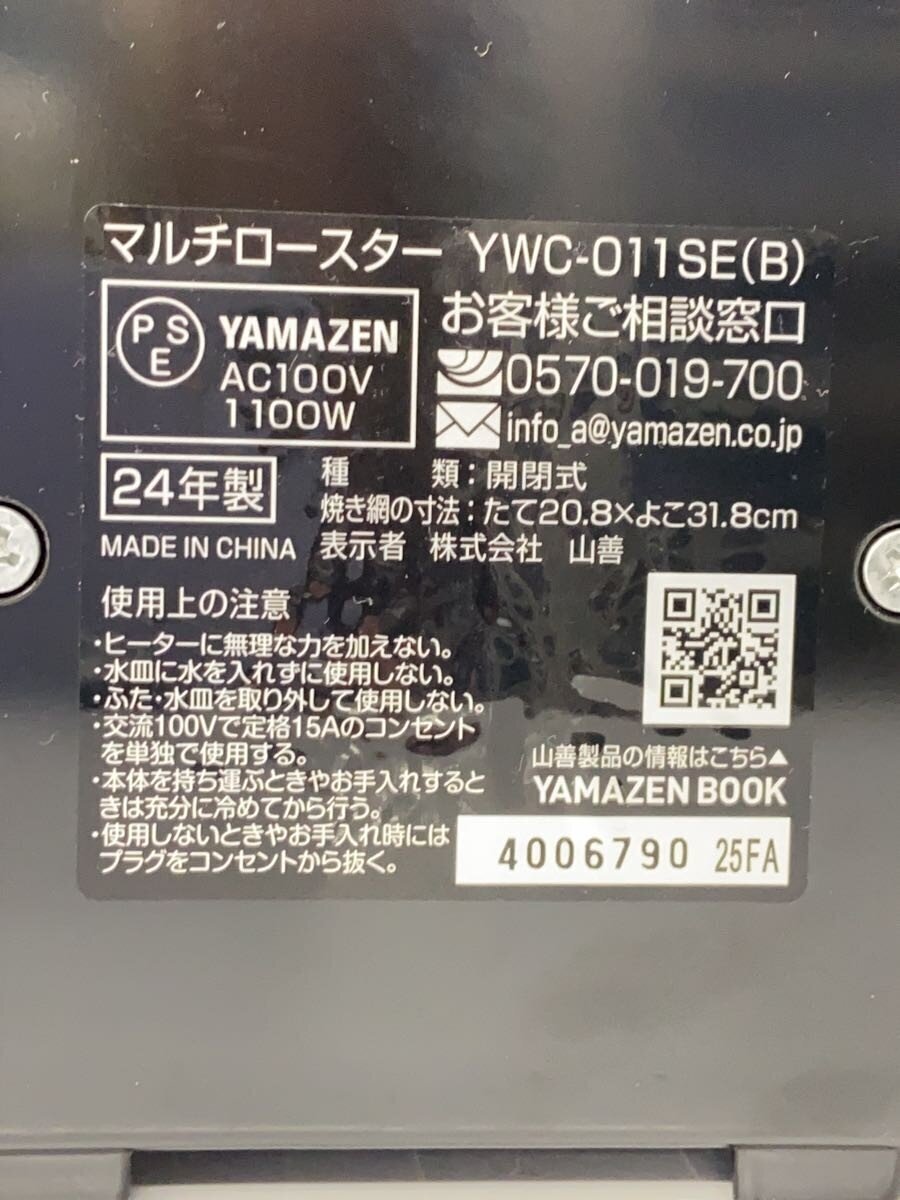 マルチロースター YWC-011SE(B)
PSE
YAMAZEN
AC100V
1100W
お客様ご相談窓口
0570-019-700
info_a@yamazen.co.jp
24年製
MADE IN CHINA
種 類：開閉式
焼き網の寸法：たて20.8×よこ31.8cm
表示者 株式会社 山善
使用上の注意
・ヒーターに無理な力を加えない。
・水皿に水を入れずに使用しない。
・ふた・水皿を取り外して使用しない。
・交流100Vで定格15Aのコンセント
を単独で使用する。
・本体を持ち運ぶときやお手入れすると
きは充分に冷めてから行う。
・使用しないときやお手入れ時には
プラグをコンセントから抜く。
山善製品の情報はこちら▲
YAMAZEN BOOK
4006790 25FA